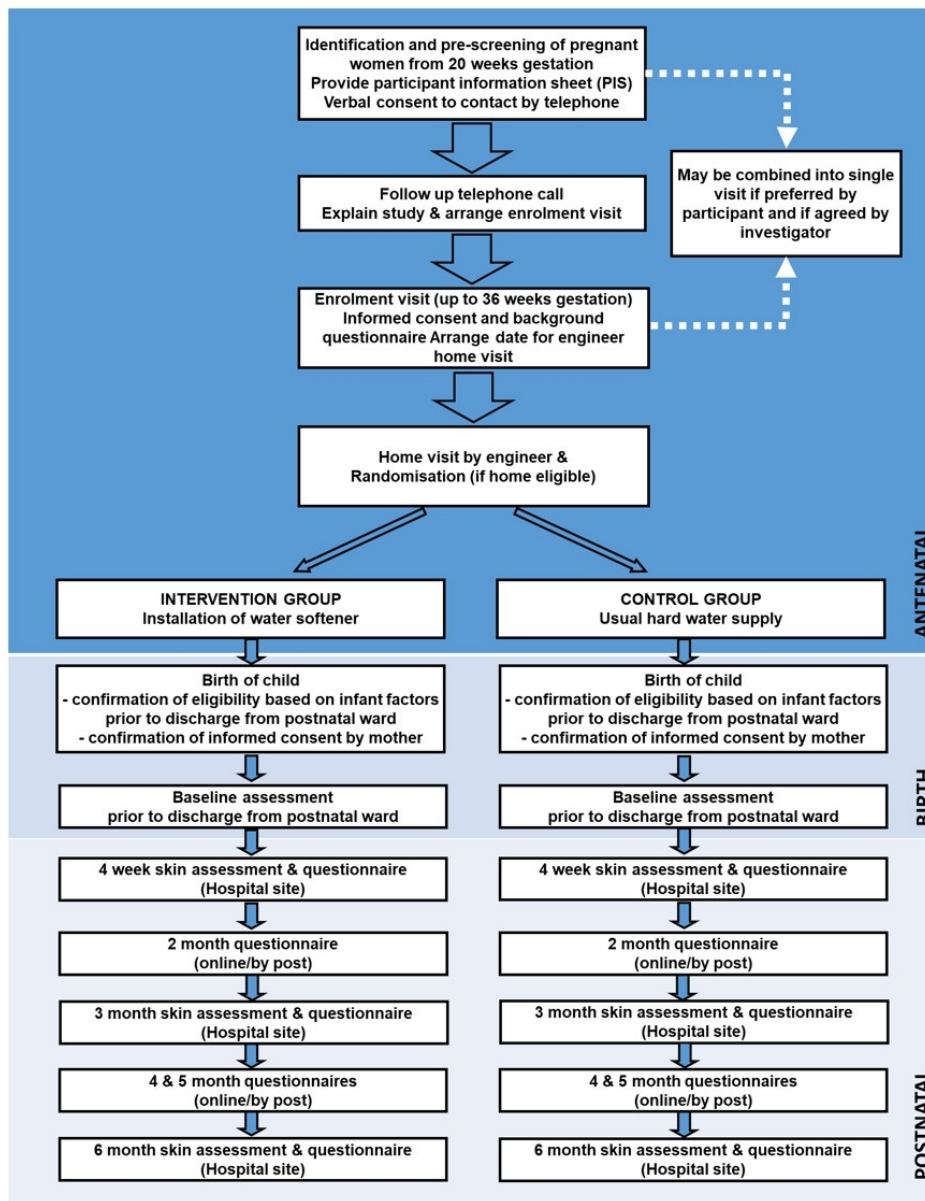 Identification and pre-screening of pregnant
women from 20 weeks gestation
Provide participant information sheet (PIS)
Verbal consent to contact by telephone
May be combined into single
visit if preferred by
participant and if agreed by
investigator
Follow up telephone call
Explain study & arrange enrolment visit
Enrolment visit (up to 36 weeks gestation)
Informed consent and background
questionnaire Arrange date for engineer
home visit
Home visit by engineer &
Randomisation (if home eligible)
ANTENATAL
INTERVENTION GROUP
Installation of water softener
CONTROL GROUP
Usual hard water supply
Birth of child
- confirmation of eligibility based on infant factors
prior to discharge from postnatal ward
- confirmation of informed consent by mother
Birth of child
- confirmation of eligibility based on infant factors
prior to discharge from postnatal ward
- confirmation of informed consent by mother
BIRTH
Baseline assessment
prior to discharge from postnatal ward
Baseline assessment
prior to discharge from postnatal ward
4 week skin assessment & questionnaire
(Hospital site)
4 week skin assessment & questionnaire
(Hospital site)
2 month questionnaire
(online/by post)
2 month questionnaire
(online/by post)
3 month skin assessment & questionnaire
(Hospital site)
3 month skin assessment & questionnaire
(Hospital site)
4 & 5 month questionnaires
(online/by post)
4 & 5 month questionnaires
(online/by post)
6 month skin assessment & questionnaire
(Hospital site)
6 month skin assessment & questionnaire
(Hospital site)
POSTNATAL